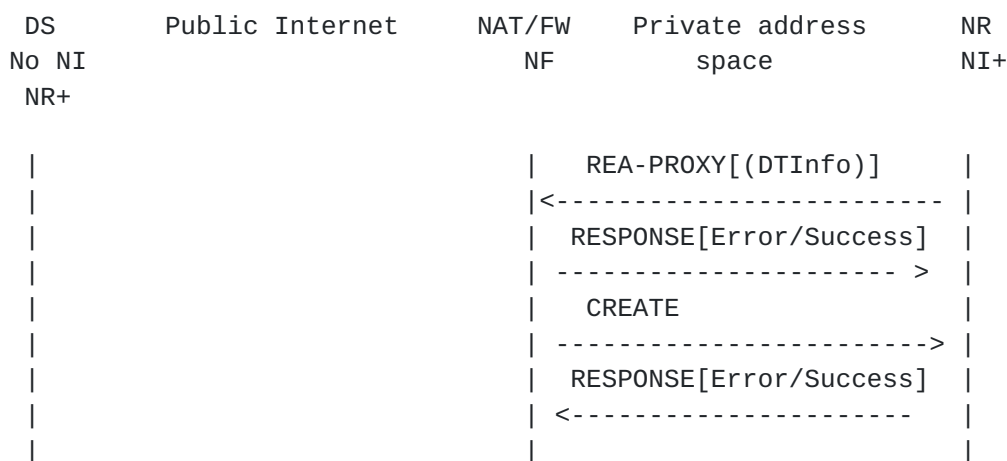 DS Public Internet NAT/FW Private address NR
No NI NF space NI+
NR+
| | REA-PROXY[(DTInfo)] |
| |<------------------------- |
| | RESPONSE[Error/Success] |
| | ---------------------- > |
| | CREATE |
| | ------------------------> |
| | RESPONSE[Error/Success] |
| | <---------------------- |
| | |